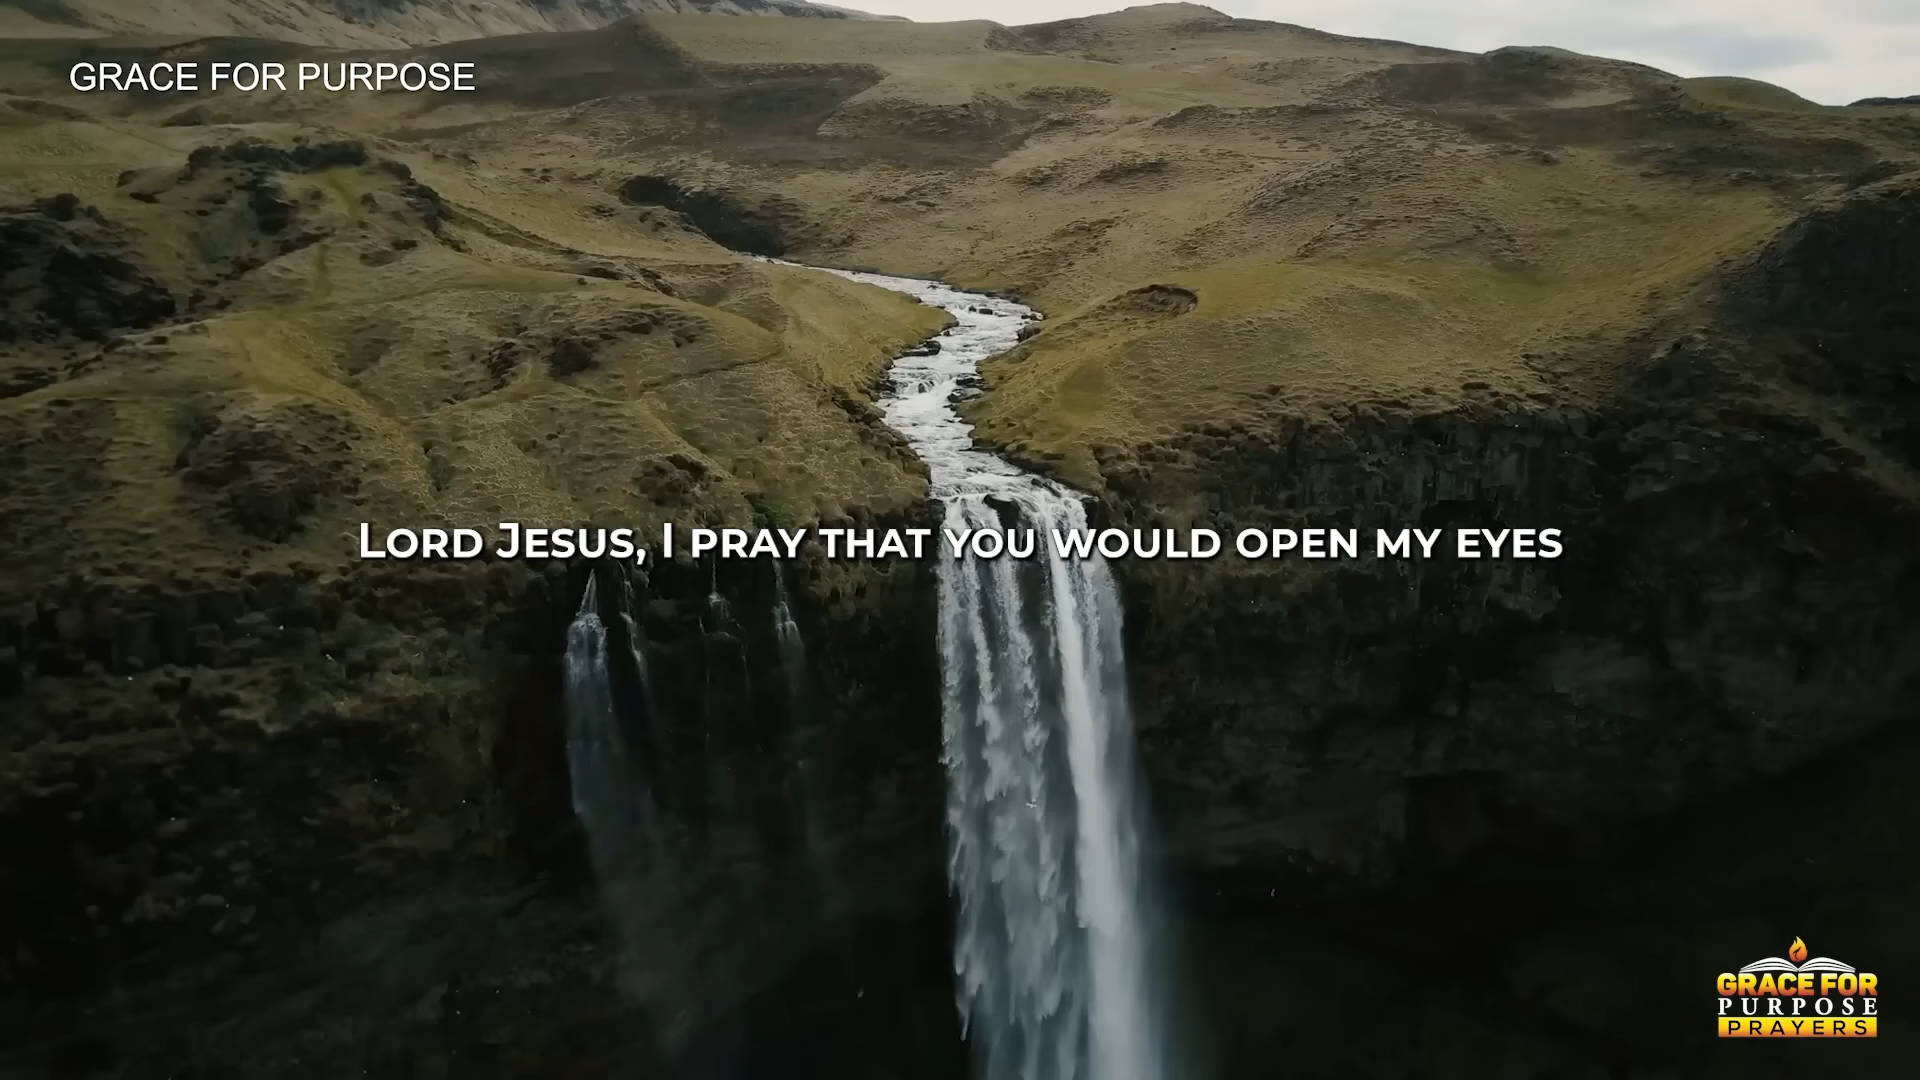 GRACE FOR PURPOSE
LORD JESUS, I PRAY THAT YOU WOULD OPEN MY EYES
GRACE FOR
PURPOSE
PRAYERS